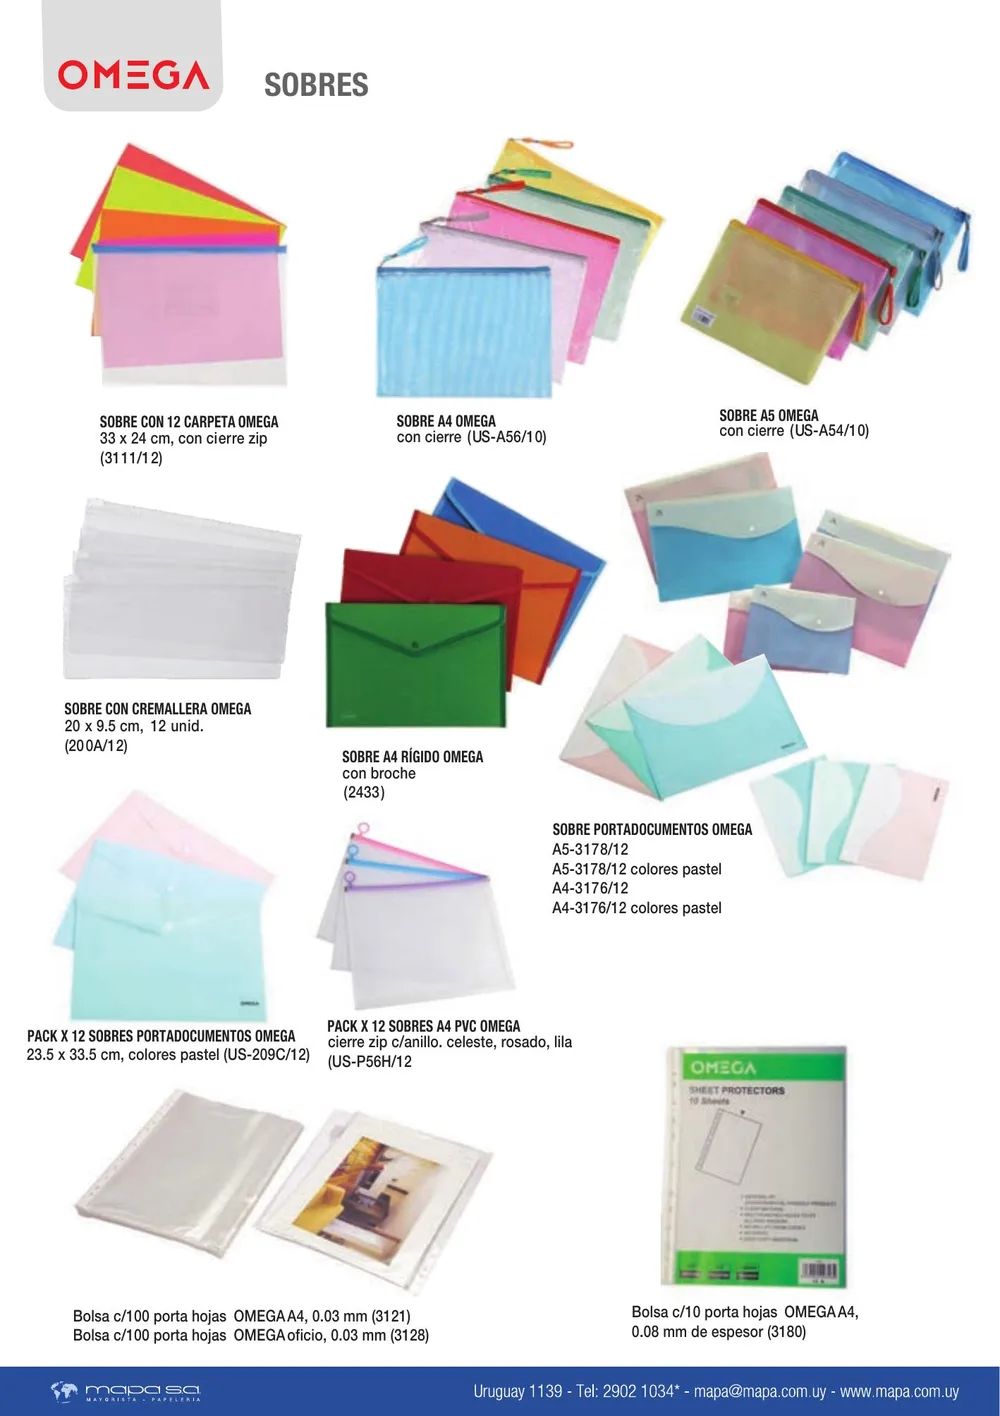 OMEGA
SOBRES
SOBRE CON 12 CARPETA OMEGA
33 x 24 cm, con cierre zip
(3111/12)
SOBRE A4 OMEGA
con cierre (US-A56/10)
SOBRE A5 OMEGA
con cierre (US-A54/10)
SOBRE CON CREMALLERA OMEGA
20 x 9.5 cm, 12 unid.
(200A/12)
SOBRE A4 RÍGIDO OMEGA
con broche
(2433)
SOBRE PORTADOCUMENTOS OMEGA
A5-3178/12
A5-3178/12 colores pastel
A4-3176/12
A4-3176/12 colores pastel
OMEGA
PACK X 12 SOBRES PORTADOCUMENTOS OMEGA
23.5 x 33.5 cm, colores pastel (US-209C/12)
PACK X 12 SOBRES A4 PVC OMEGA
cierre zip c/anillo. celeste, rosado, lila
(US-P56H/12
OMEGA
SHEET PROTECTORS
10 Sheets
Bolsa c/100 porta hojas OMEGA A4, 0.03 mm (3121)
Bolsa c/100 porta hojas OMEGA oficio, 0.03 mm (3128)
Bolsa c/10 porta hojas OMEGA A4,
0.08 mm de espesor (3180)
mapa sa
MAYORISTA - PAPELERIA
Uruguay 1139 - Tel: 2902 1034* - mapa@mapa.com.uy - www.mapa.com.uy